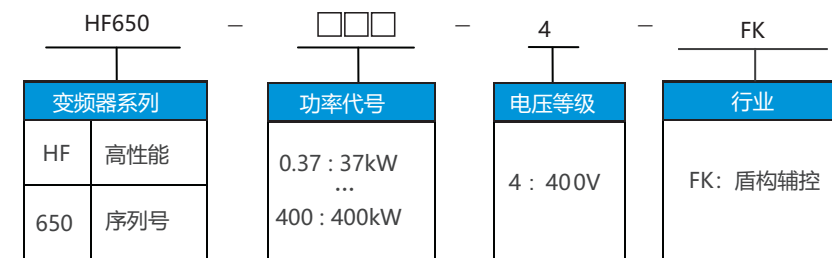 HF650 — □□□ — 4 — FK
变频器系列 功率代号 电压等级 行业
HF 高性能
0.37 : 37kW
...
400 : 400kW
4 : 400V
FK: 盾构辅控
650 序列号